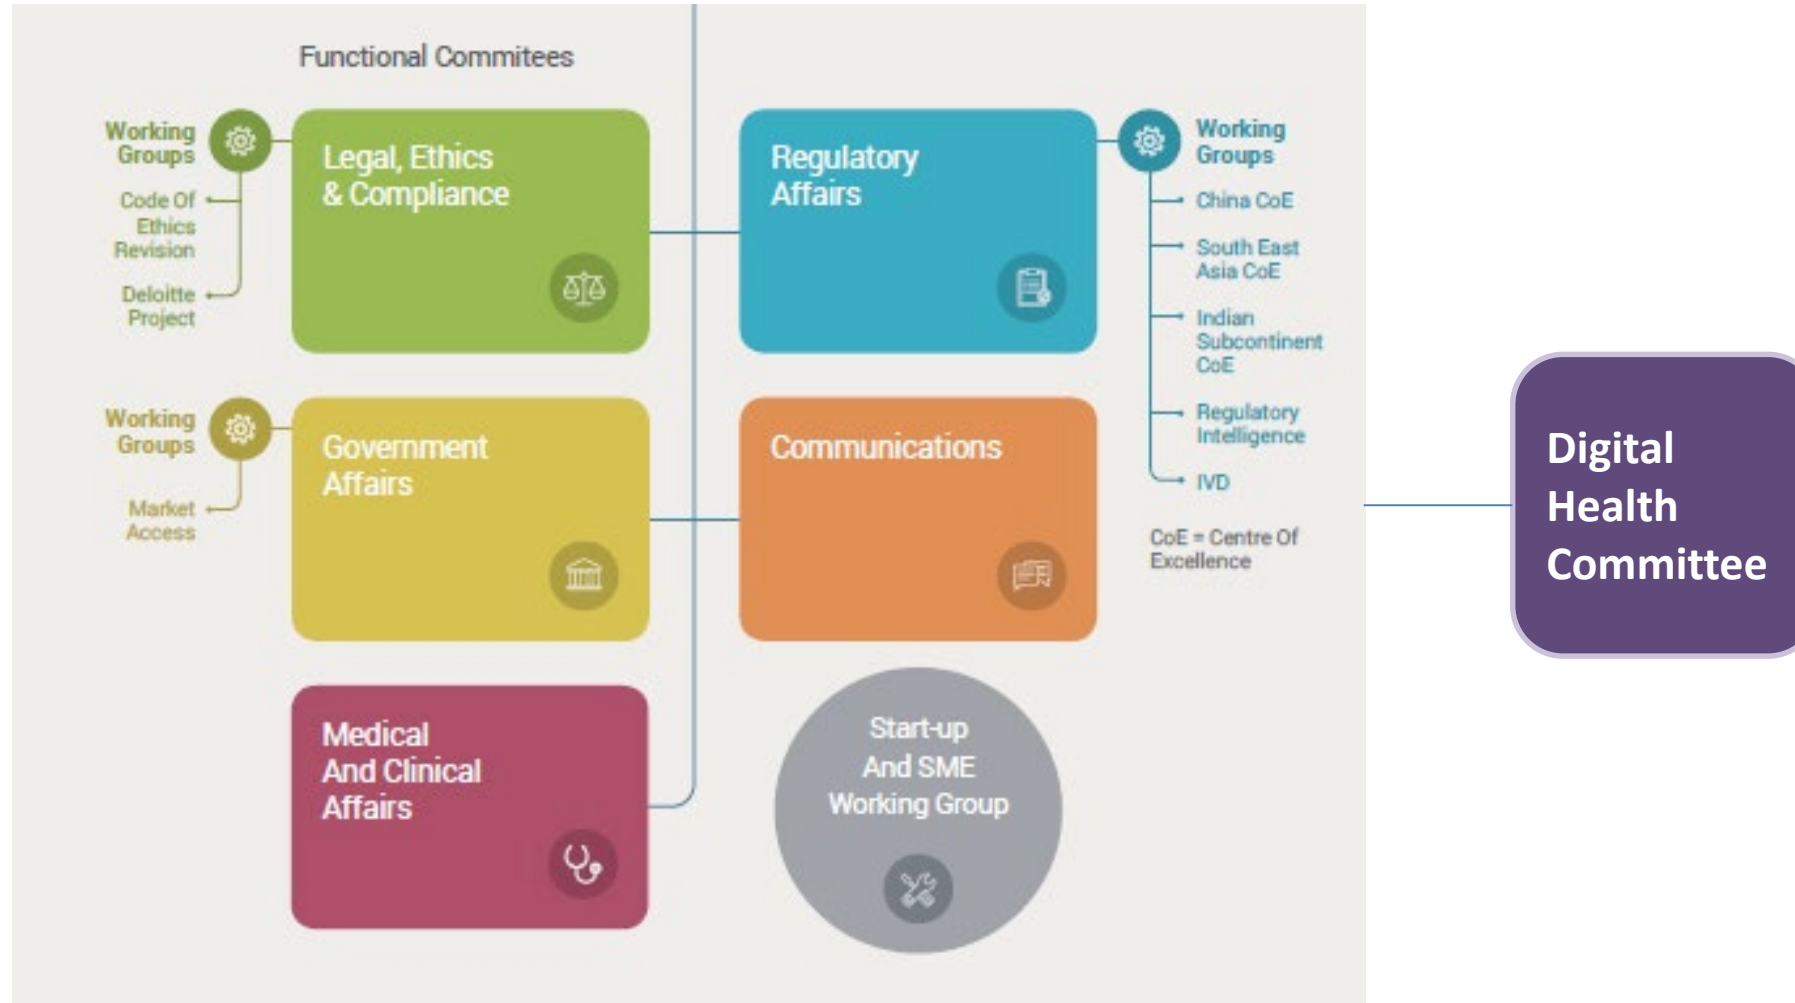 Functional Commitees
Working
Groups
Code Of
Ethics
Revision
Deloitte
Project
Legal, Ethics
& Compliance
Regulatory
Affairs
Working
Groups
China CoE
South East
Asia CoE
Indian
Subcontinent
CoE
Regulatory
Intelligence
IVD
CoE = Centre Of
Excellence
Working
Groups
Market
Access
Government
Affairs
Communications
Medical
And Clinical
Affairs
Start-up
And SME
Working Group
Digital
Health
Committee